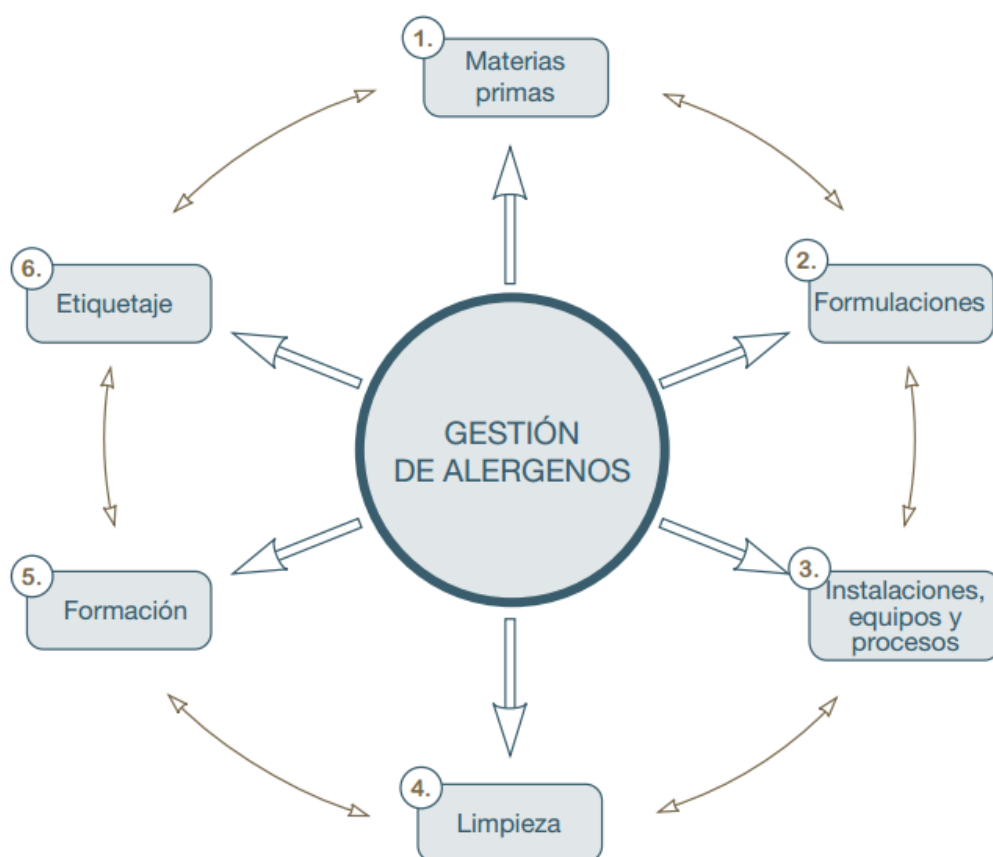 1.
Materias
primas
2.
Formulaciones
3.
Instalaciones,
equipos y
procesos
4.
Limpieza
5.
Formación
6.
Etiquetaje
GESTIÓN
DE ALERGENOS